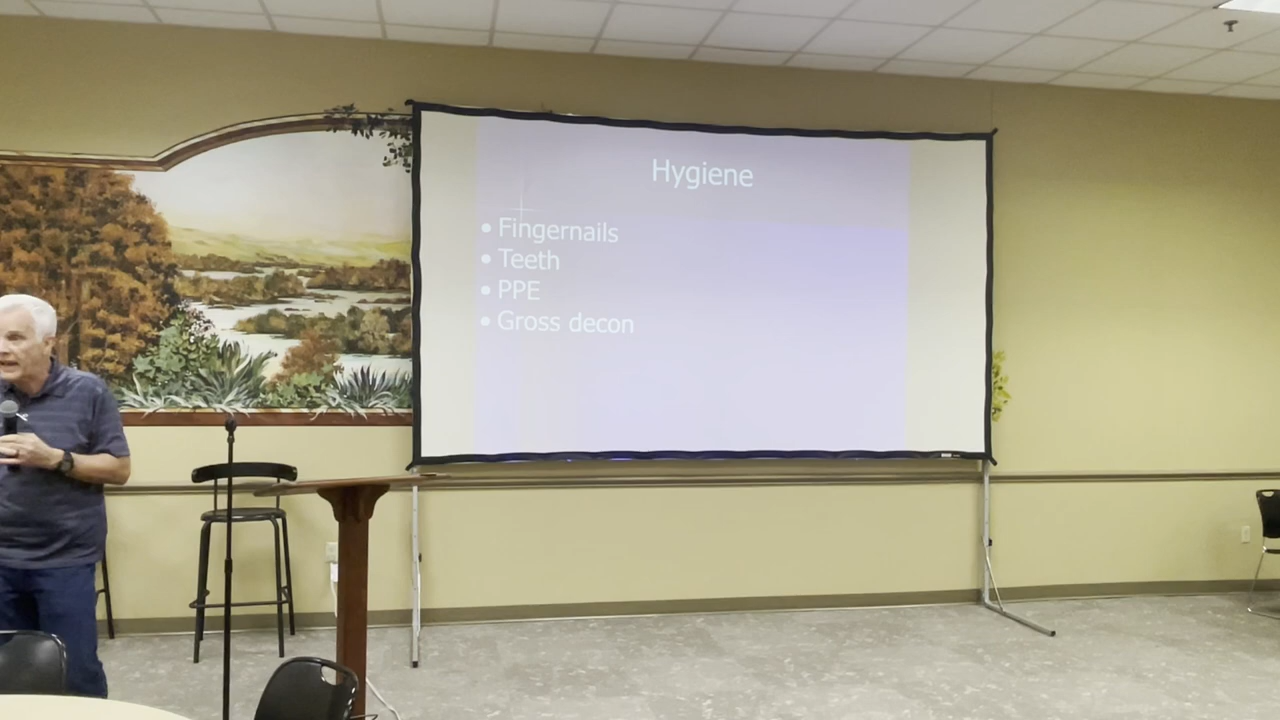 Hygiene
• Fingernails
• Teeth
• PPE
• Gross decon